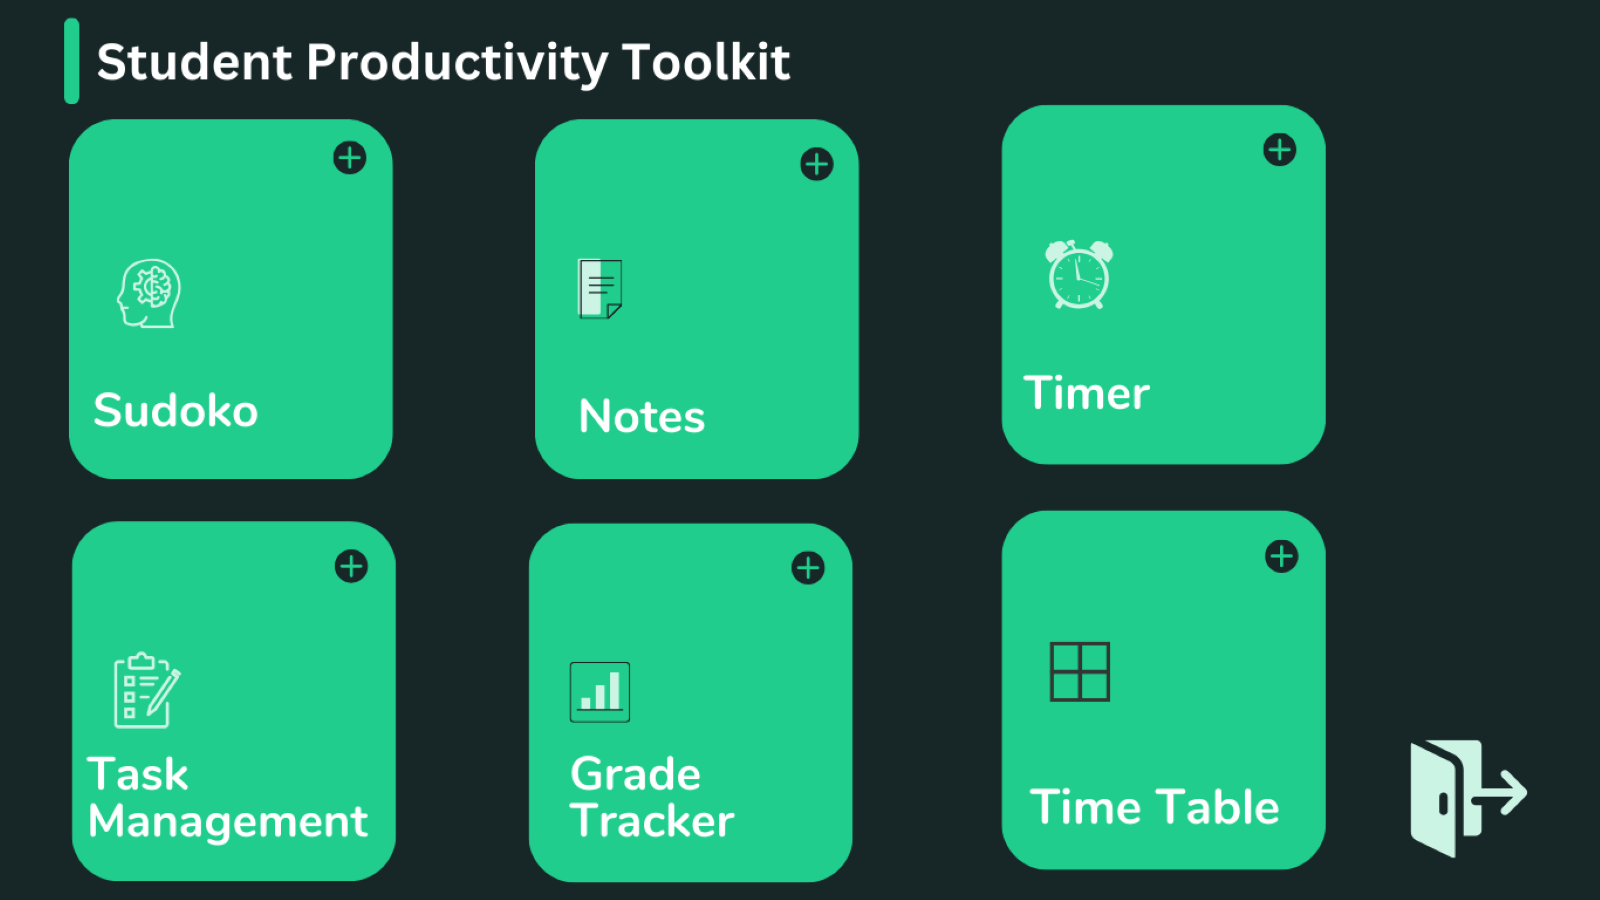 Student Productivity Toolkit
Sudoko
Notes
Timer
Task
Management
Grade
Tracker
Time Table